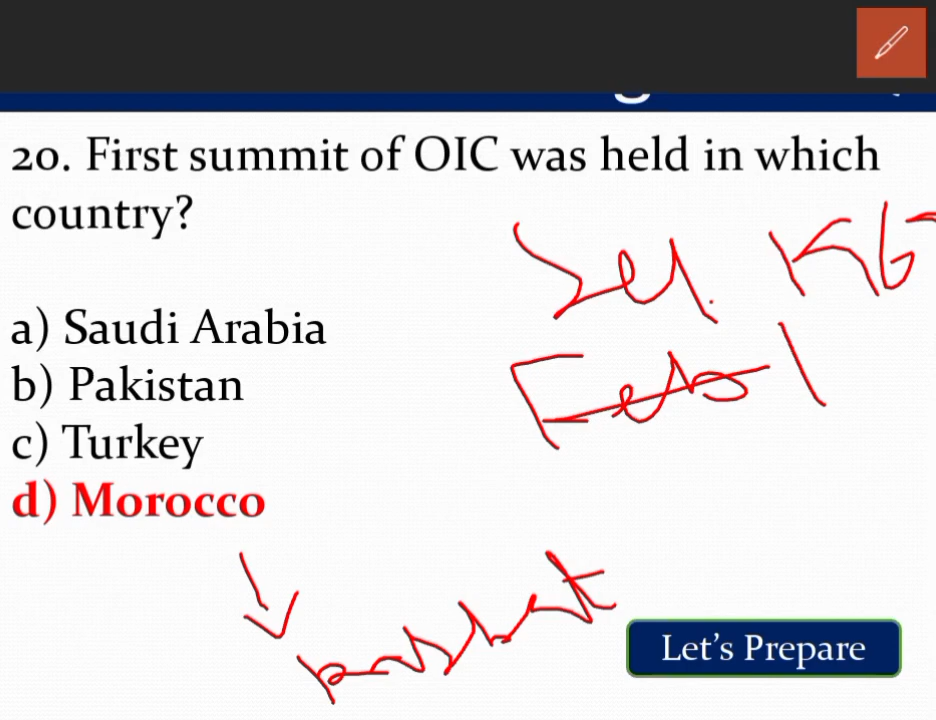 20. First summit of OIC was held in which
country?
a) Saudi Arabia
b) Pakistan
c) Turkey
d) Morocco
Let's Prepare